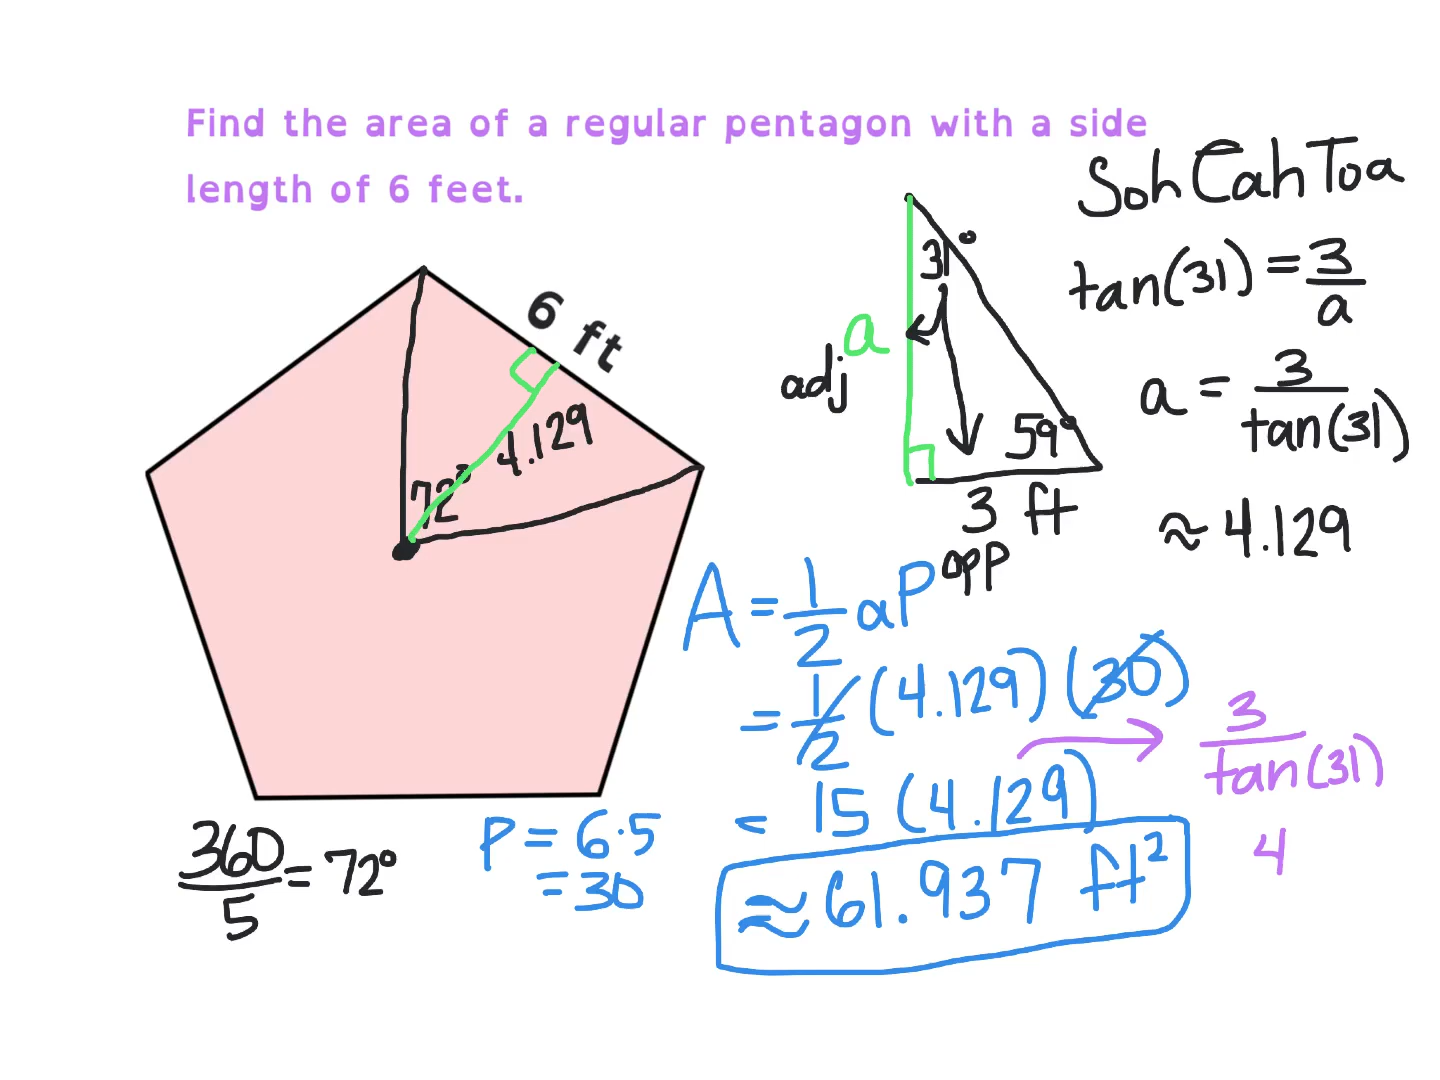 Find the area of a regular pentagon with a side
length of 6 feet.
SohCahToa
tan(31) = 3/a
a = 3/tan(31)
≈ 4.129
31°
a
adj
59°
3 ft
opp
6 ft
4.129
72°
A = 1/2 aP
= 1/2 (4.129) (30)
= 15 (4.129)
≈ 61.937 ft²
3/tan(31)
4
360/5 = 72°
P = 6·5
= 30